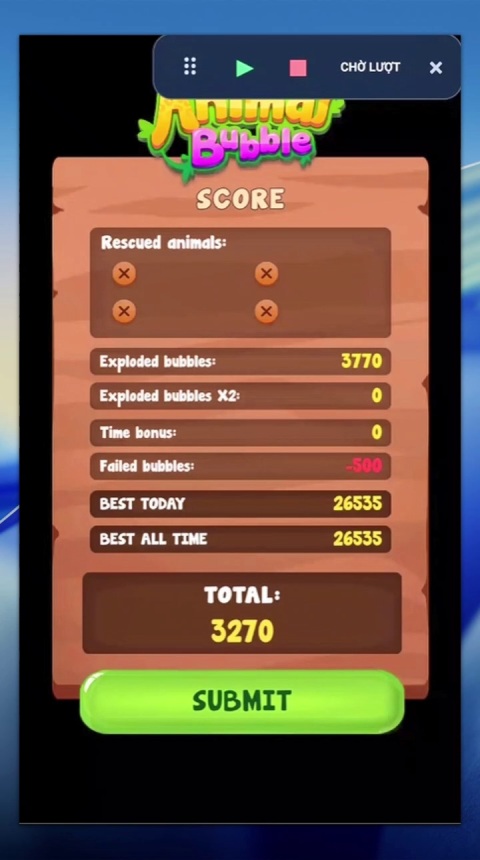 CHỜ LƯỢT
Animal
Bubble
SCORE
Rescued animals:
Exploded bubbles: 3770
Exploded bubbles X2: 0
Time bonus: 0
Failed bubbles: -500
BEST TODAY 26535
BEST ALL TIME 26535
TOTAL:
3270
SUBMIT